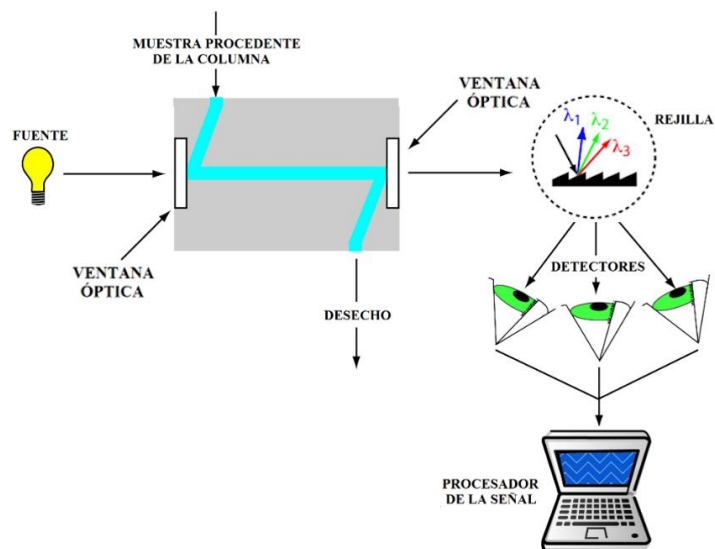 MUESTRA PROCEDENTE
DE LA COLUMNA
VENTANA
ÓPTICA
FUENTE
REJILLA
λ1
λ2
λ3
VENTANA
ÓPTICA
DETECTORES
DESECHO
PROCESADOR
DE LA SEÑAL